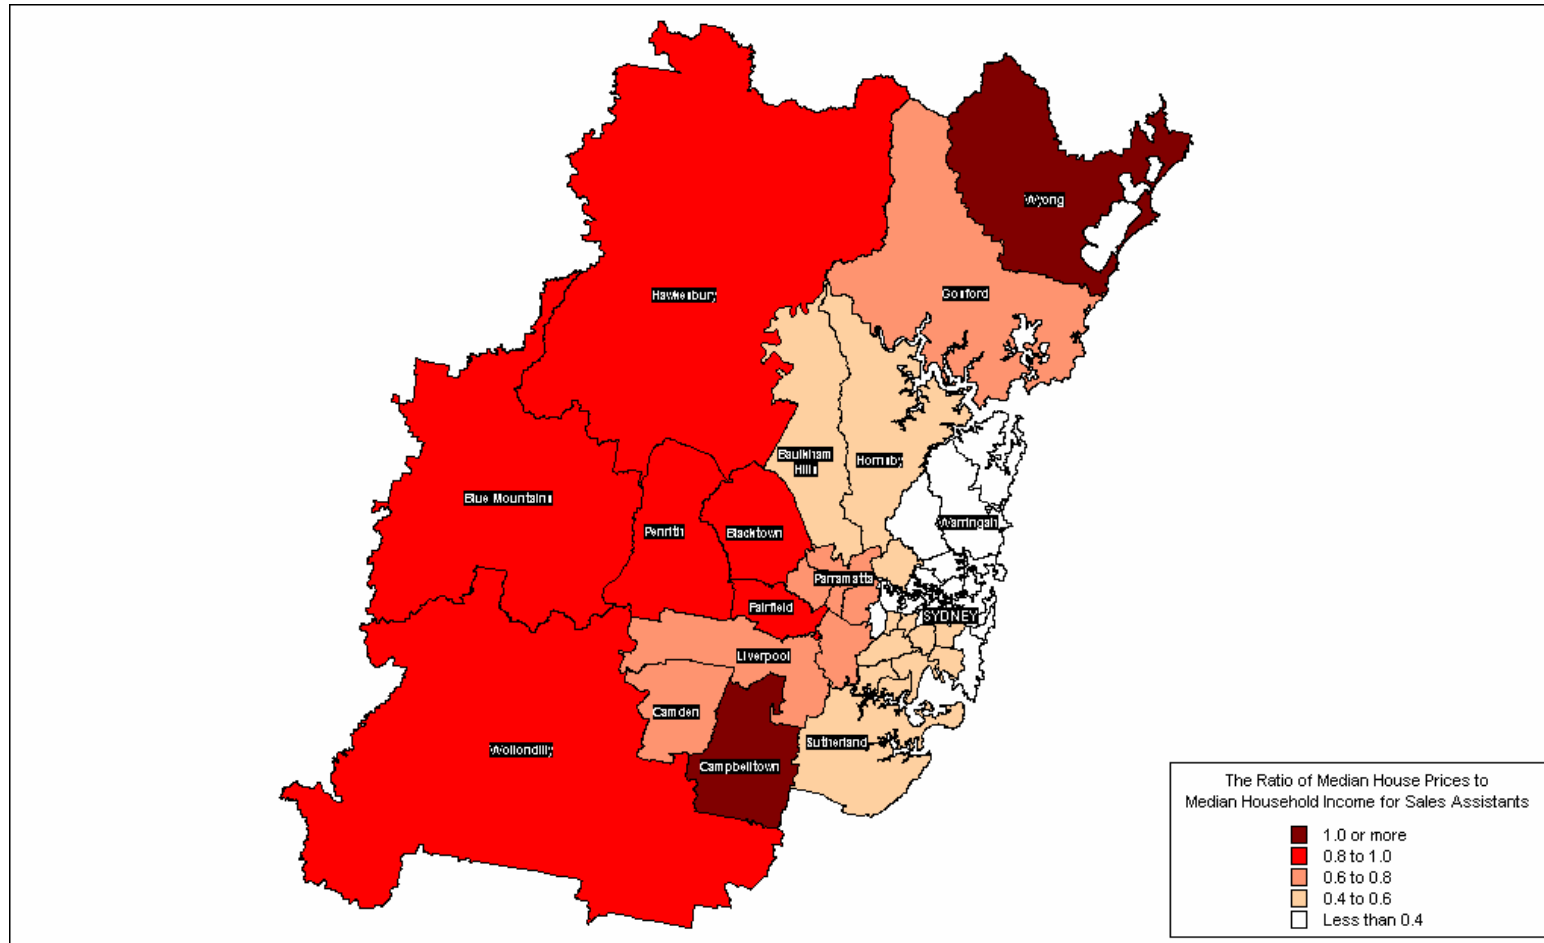 Wyong
Hawkesbury
Gosford
Baulkham
Hills
Hornsby
Blue Mountains
Penrith
Blacktown
Warringah
Parramatta
Fairfield
SYDNEY
Liverpool
Camden
Wollondilly
Sutherland
Campbelltown
The Ratio of Median House Prices to
Median Household Income for Sales Assistants
1.0 or more
0.8 to 1.0
0.6 to 0.8
0.4 to 0.6
Less than 0.4